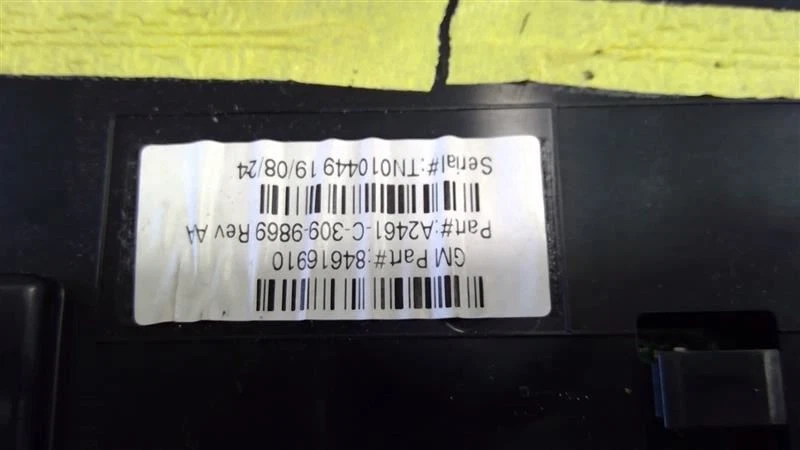 GM Part#:84616910
Part#:A2461-C-309-9869 Rev AA
Serial#:TN010449 19/08/24